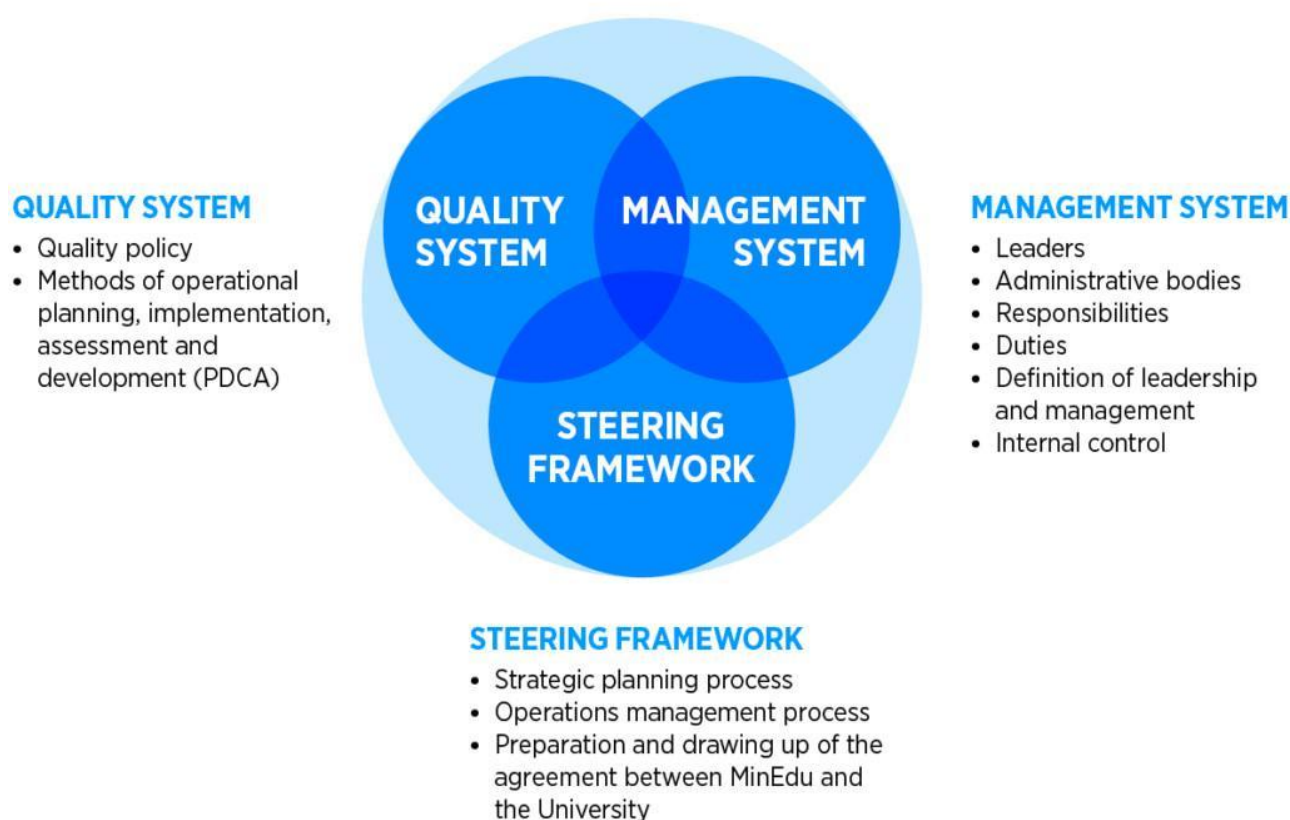 QUALITY SYSTEM
• Quality policy
• Methods of operational
planning, implementation,
assessment and
development (PDCA)
QUALITY
SYSTEM
MANAGEMENT
SYSTEM
STEERING
FRAMEWORK
MANAGEMENT SYSTEM
• Leaders
• Administrative bodies
• Responsibilities
• Duties
• Definition of leadership
and management
• Internal control
STEERING FRAMEWORK
• Strategic planning process
• Operations management process
• Preparation and drawing up of the
agreement between MinEdu and
the University